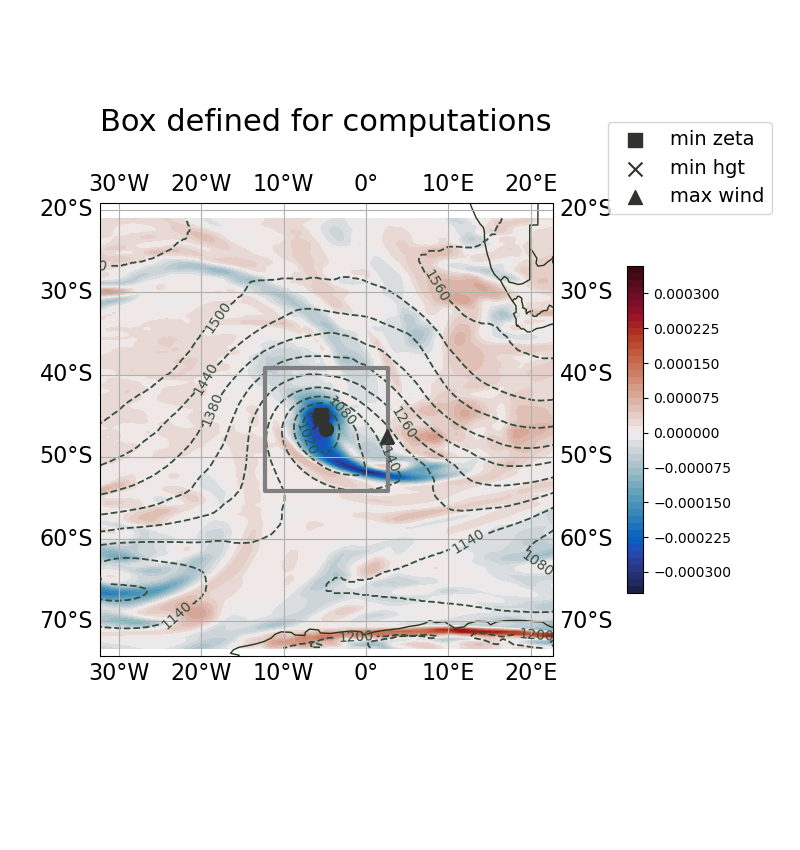 Box defined for computations
min zeta
min hgt
max wind
30°W 20°W 10°W 0° 10°E 20°E
20°S 20°S
30°S 30°S
40°S 40°S
50°S 50°S
60°S 60°S
70°S 70°S
30°W 20°W 10°W 0° 10°E 20°E
1560
1500
1440
1380
1260
1080
1020
1140
1080
1140
1200
1200
0.000300
0.000225
0.000150
0.000075
0.000000
−0.000075
−0.000150
−0.000225
−0.000300